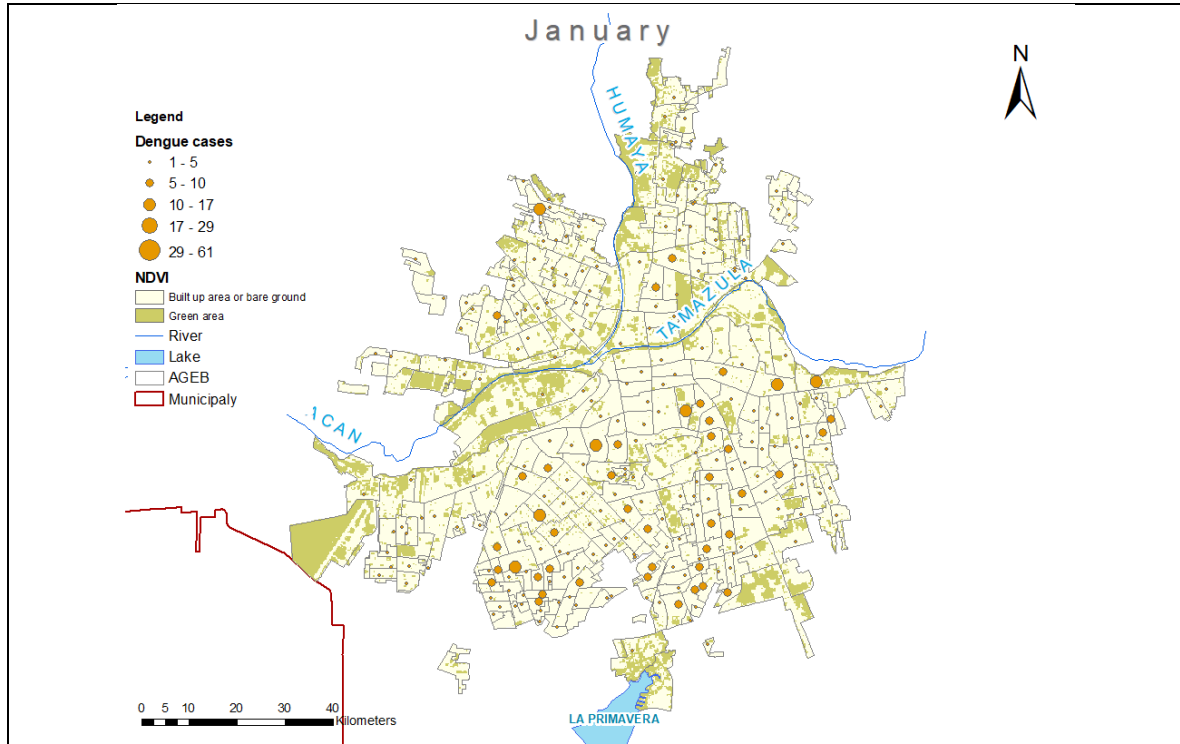 January
N
HUMAYA
Legend
Dengue cases
1 - 5
5 - 10
10 - 17
17 - 29
29 - 61
NDVI
Built up area or bare ground
Green area
River
Lake
AGEB
Municipaly
TAMAZULA
ACAN
0 5 10 20 30 40
Kilometers
LA PRIMAVERA